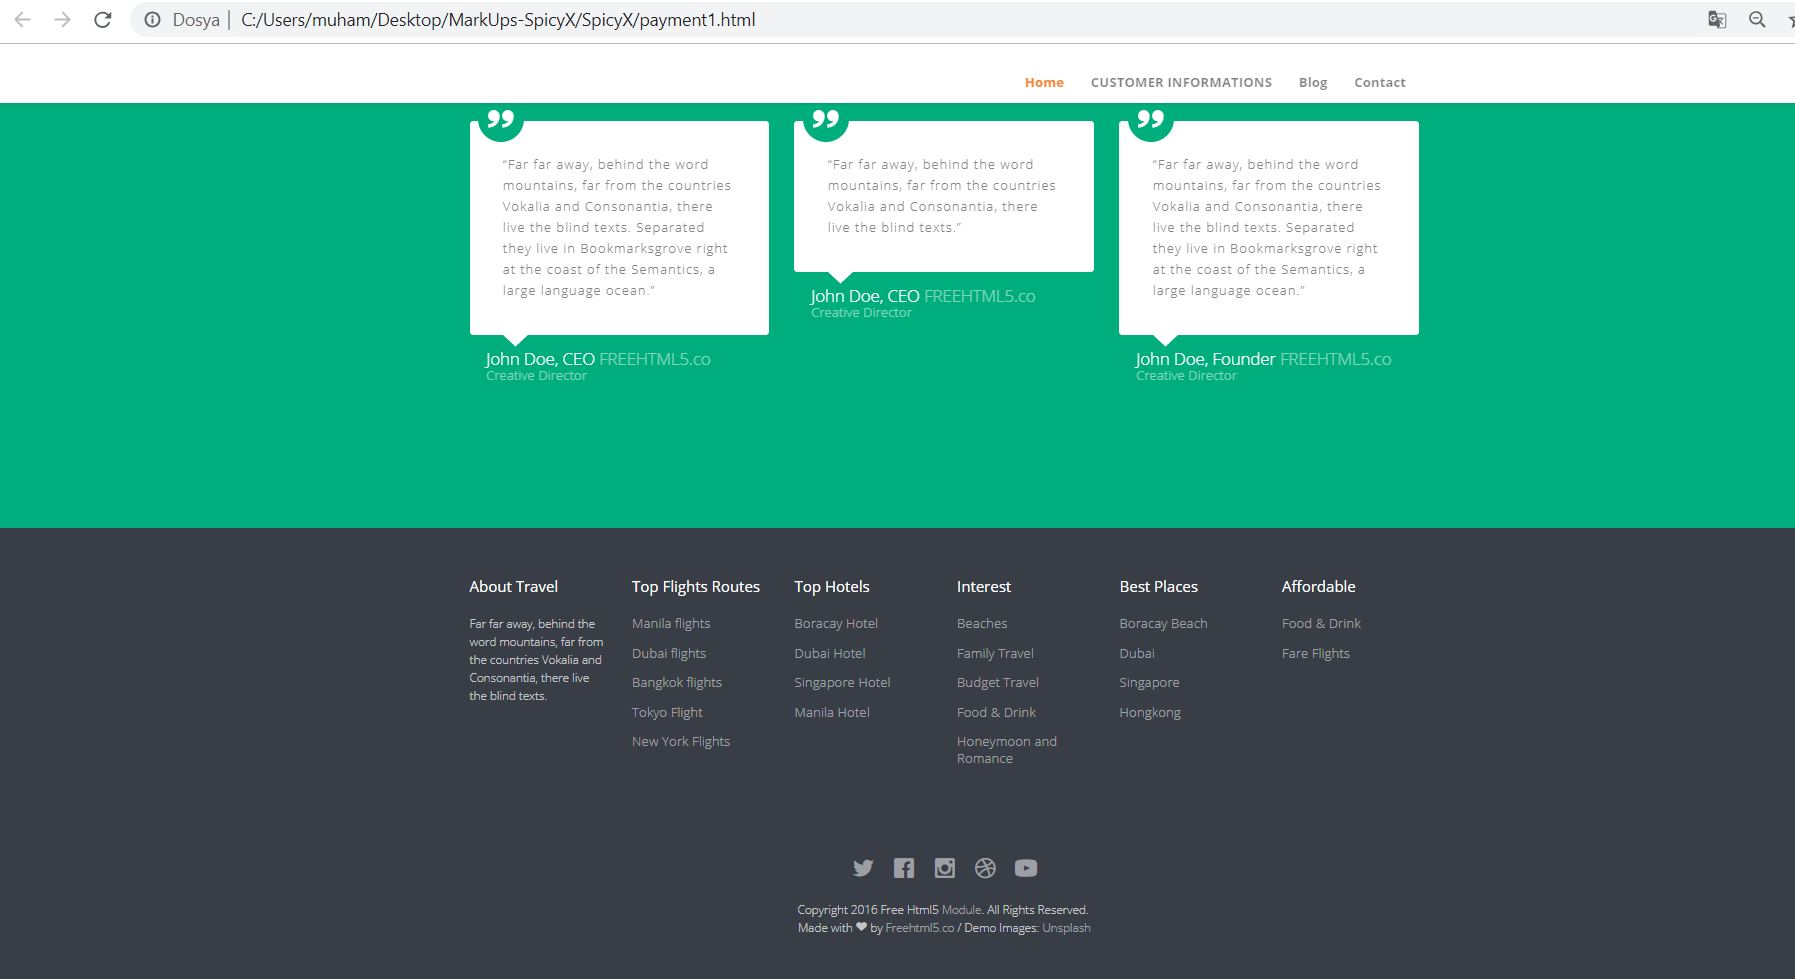 Dosya | C:/Users/muham/Desktop/MarkUps-SpicyX/SpicyX/payment1.html
Home CUSTOMER INFORMATIONS Blog Contact
“Far far away, behind the word
mountains, far from the countries
Vokalia and Consonantia, there
live the blind texts. Separated
they live in Bookmarksgrove right
at the coast of the Semantics, a
large language ocean.”
John Doe, CEO FREEHTML5.co
Creative Director
“Far far away, behind the word
mountains, far from the countries
Vokalia and Consonantia, there
live the blind texts.”
John Doe, CEO FREEHTML5.co
Creative Director
“Far far away, behind the word
mountains, far from the countries
Vokalia and Consonantia, there
live the blind texts. Separated
they live in Bookmarksgrove right
at the coast of the Semantics, a
large language ocean.”
John Doe, Founder FREEHTML5.co
Creative Director
About Travel
Far far away, behind the
word mountains, far from
the countries Vokalia and
Consonantia, there live
the blind texts.
Top Flights Routes
Manila flights
Dubai flights
Bangkok flights
Tokyo Flight
New York Flights
Top Hotels
Boracay Hotel
Dubai Hotel
Singapore Hotel
Manila Hotel
Interest
Beaches
Family Travel
Budget Travel
Food & Drink
Honeymoon and
Romance
Best Places
Boracay Beach
Dubai
Singapore
Hongkong
Affordable
Food & Drink
Fare Flights
Copyright 2016 Free Html5 Module. All Rights Reserved.
Made with ♥ by Freehtml5.co / Demo Images: Unsplash